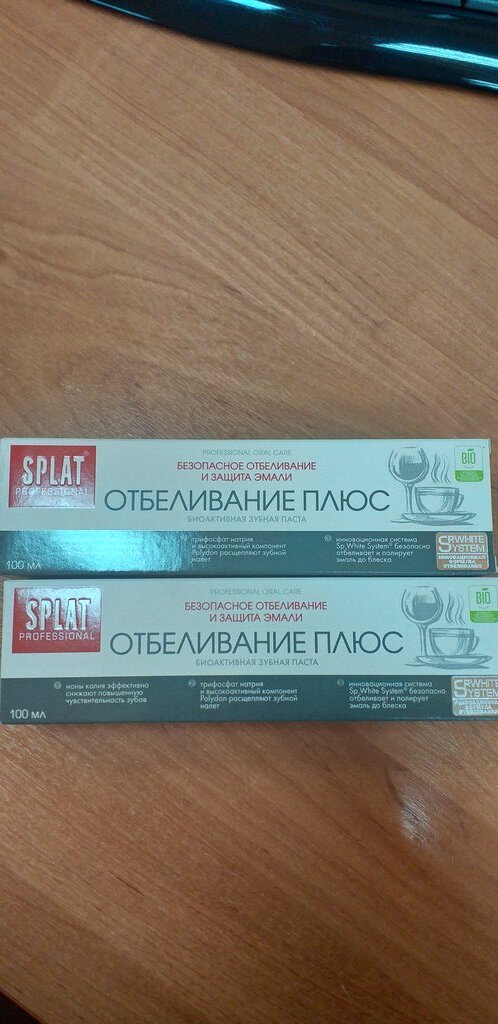 SPLAT®
PROFESSIONAL
PROFESSIONAL ORAL CARE
БЕЗОПАСНОЕ ОТБЕЛИВАНИЕ
И ЗАЩИТА ЭМАЛИ
ОТБЕЛИВАНИЕ ПЛЮС
БИОАКТИВНАЯ ЗУБНАЯ ПАСТА
BIO
трифосфат натрия
и высокоактивный компонент
Polydon расщепляют зубной
налет
инновационная система
Sp.White System® безопасно
отбеливает и полирует
эмаль до блеска
SP.WHITE
SYSTEM
ИННОВАЦИОННАЯ
ФОРМУЛА
ОТБЕЛИВАНИЯ
100 МЛ
SPLAT
PROFESSIONAL
PROFESSIONAL ORAL CARE
БЕЗОПАСНОЕ ОТБЕЛИВАНИЕ
И ЗАЩИТА ЭМАЛИ
ОТБЕЛИВАНИЕ ПЛЮС
БИОАКТИВНАЯ ЗУБНАЯ ПАСТА
BIO
ионы калия эффективно
снижают повышенную
чувствительность зубов
трифосфат натрия
и высокоактивный компонент
Polydon расщепляют зубной
налет
инновационная система
Sp.White System® безопасно
отбеливает и полирует
эмаль до блеска
SP.WHITE
SYSTEM
100 МЛ